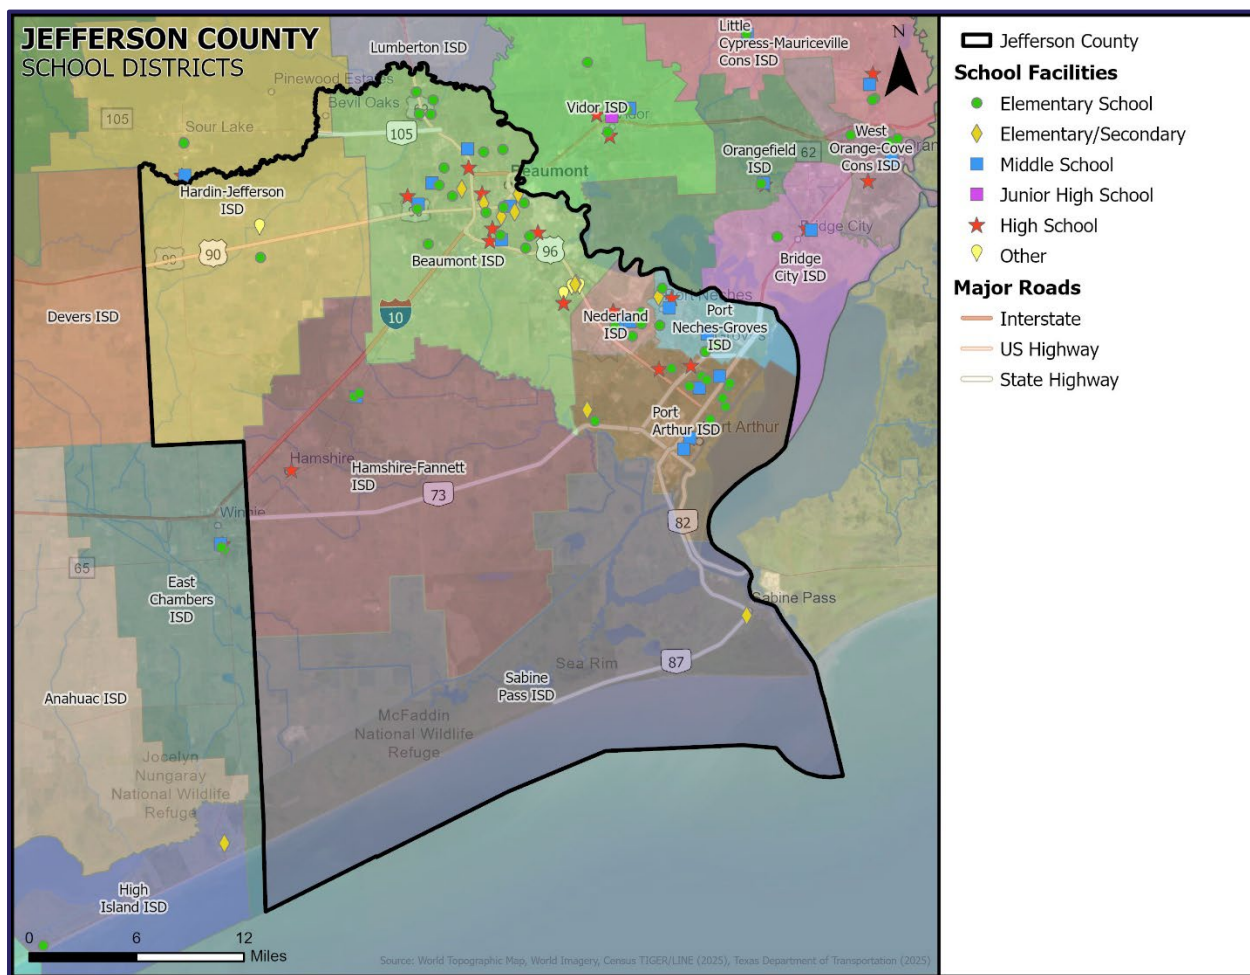 JEFFERSON COUNTY
SCHOOL DISTRICTS
Lumberton ISD
Little
Cypress-Mauriceville
Cons ISD
N
Pinewood Estates
Bevil Oaks
Vidor ISD
105
Sour Lake
105
62
West
Orange-Cove
Cons ISD
Orangefield
ISD
Beaumont
Hardin-Jefferson
ISD
Bridge City
90
90
Beaumont ISD
96
Bridge
City ISD
Devers ISD
10
Port Neches
Nederland
ISD
Port
Neches-Groves
ISD
Port
Arthur ISD
Port Arthur
Hamshire
Hamshire-Fannett
ISD
73
Winnie
82
65
East
Chambers
ISD
Sabine Pass
Sea Rim
87
Sabine
Pass ISD
Anahuac ISD
McFaddin
National Wildlife
Refuge
Jocelyn
Nungaray
National Wildlife
Refuge
High
Island ISD
0 6 12
Miles
Source: World Topographic Map, World Imagery, Census TIGER/LINE (2025), Texas Department of Transportation (2025)
Jefferson County
School Facilities
Elementary School
Elementary/Secondary
Middle School
Junior High School
High School
Other
Major Roads
Interstate
US Highway
State Highway